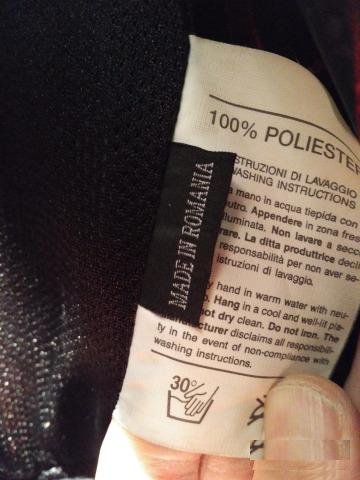 100% POLIESTER
MADE IN ROMANIA
STRUZIONI DI LAVAGGIO
WASHING INSTRUCTIONS
a mano in acqua tiepida con
utro. Appendere in zona fres
lluminata. Non lavare a secc
rare. La ditta produttrice decli
responsabilità per non aver se-
istruzioni di lavaggio.
hand in warm water with neu-
Hang in a cool and well-lit pla-
not dry clean. Do not iron. The
facturer disclaims all responsibili-
ty in the event of non-compliance with
washing instructions.
30°